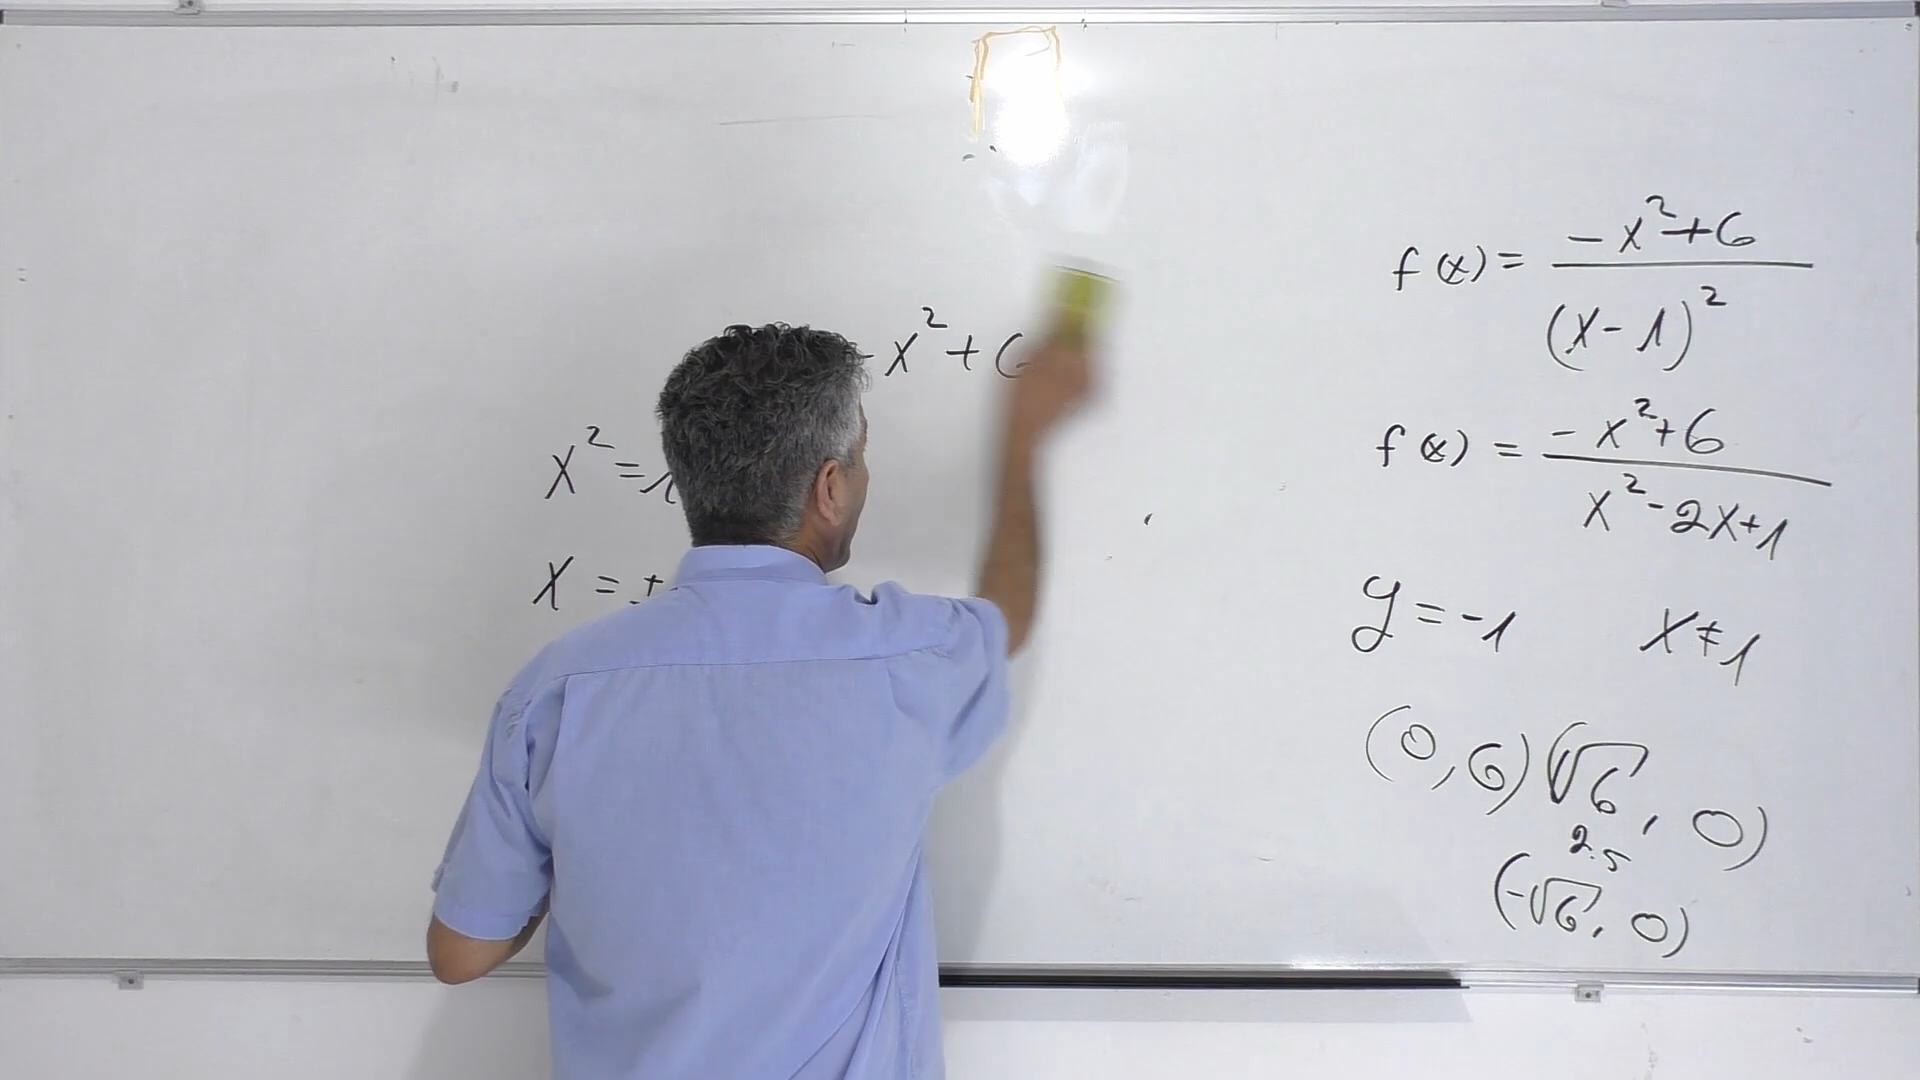 - x² + 6
x² = 1
x = ±
f(x) = (-x²+6)/((x-1)²)
f(x) = (-x²+6)/(x²-2x+1)
y = -1 x ≠ 1
(0,6) (√6, 0)
2.5
(-√6, 0)